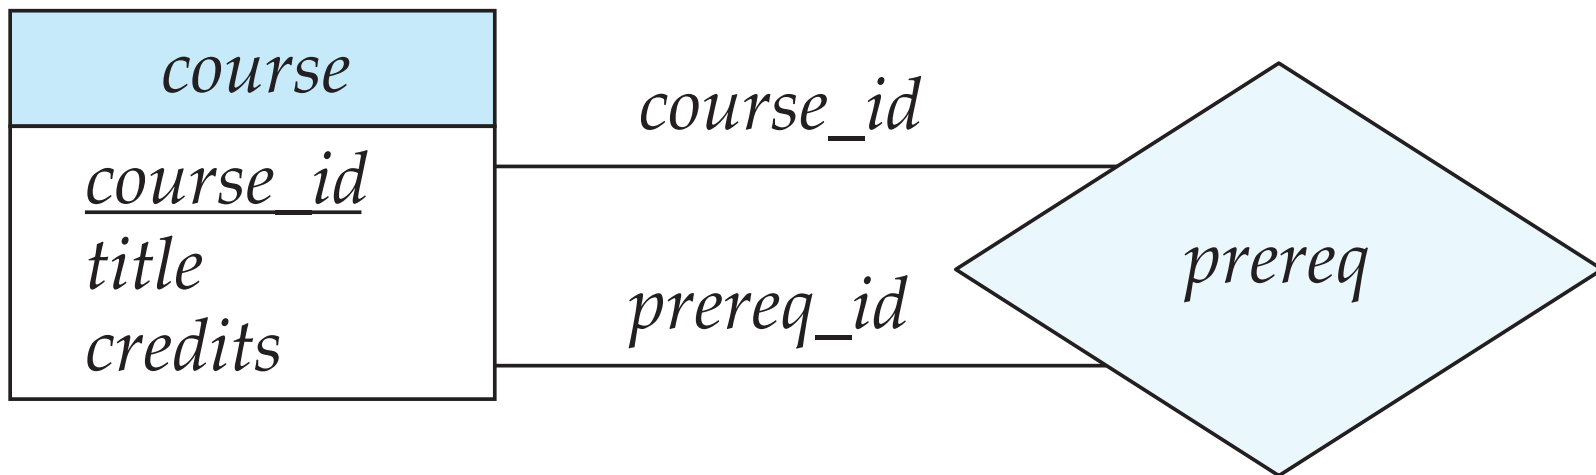 course
course_id
title
credits
course_id
prereq_id
prereq